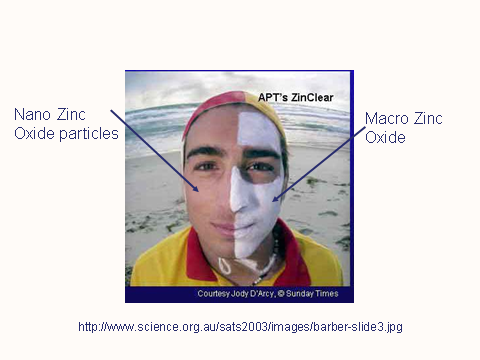 APT's ZinClear
Nano Zinc
Oxide particles
Macro Zinc
Oxide
Courtesy Jody D'Arcy, © Sunday Times
http://www.science.org.au/sats2003/images/barber-slide3.jpg